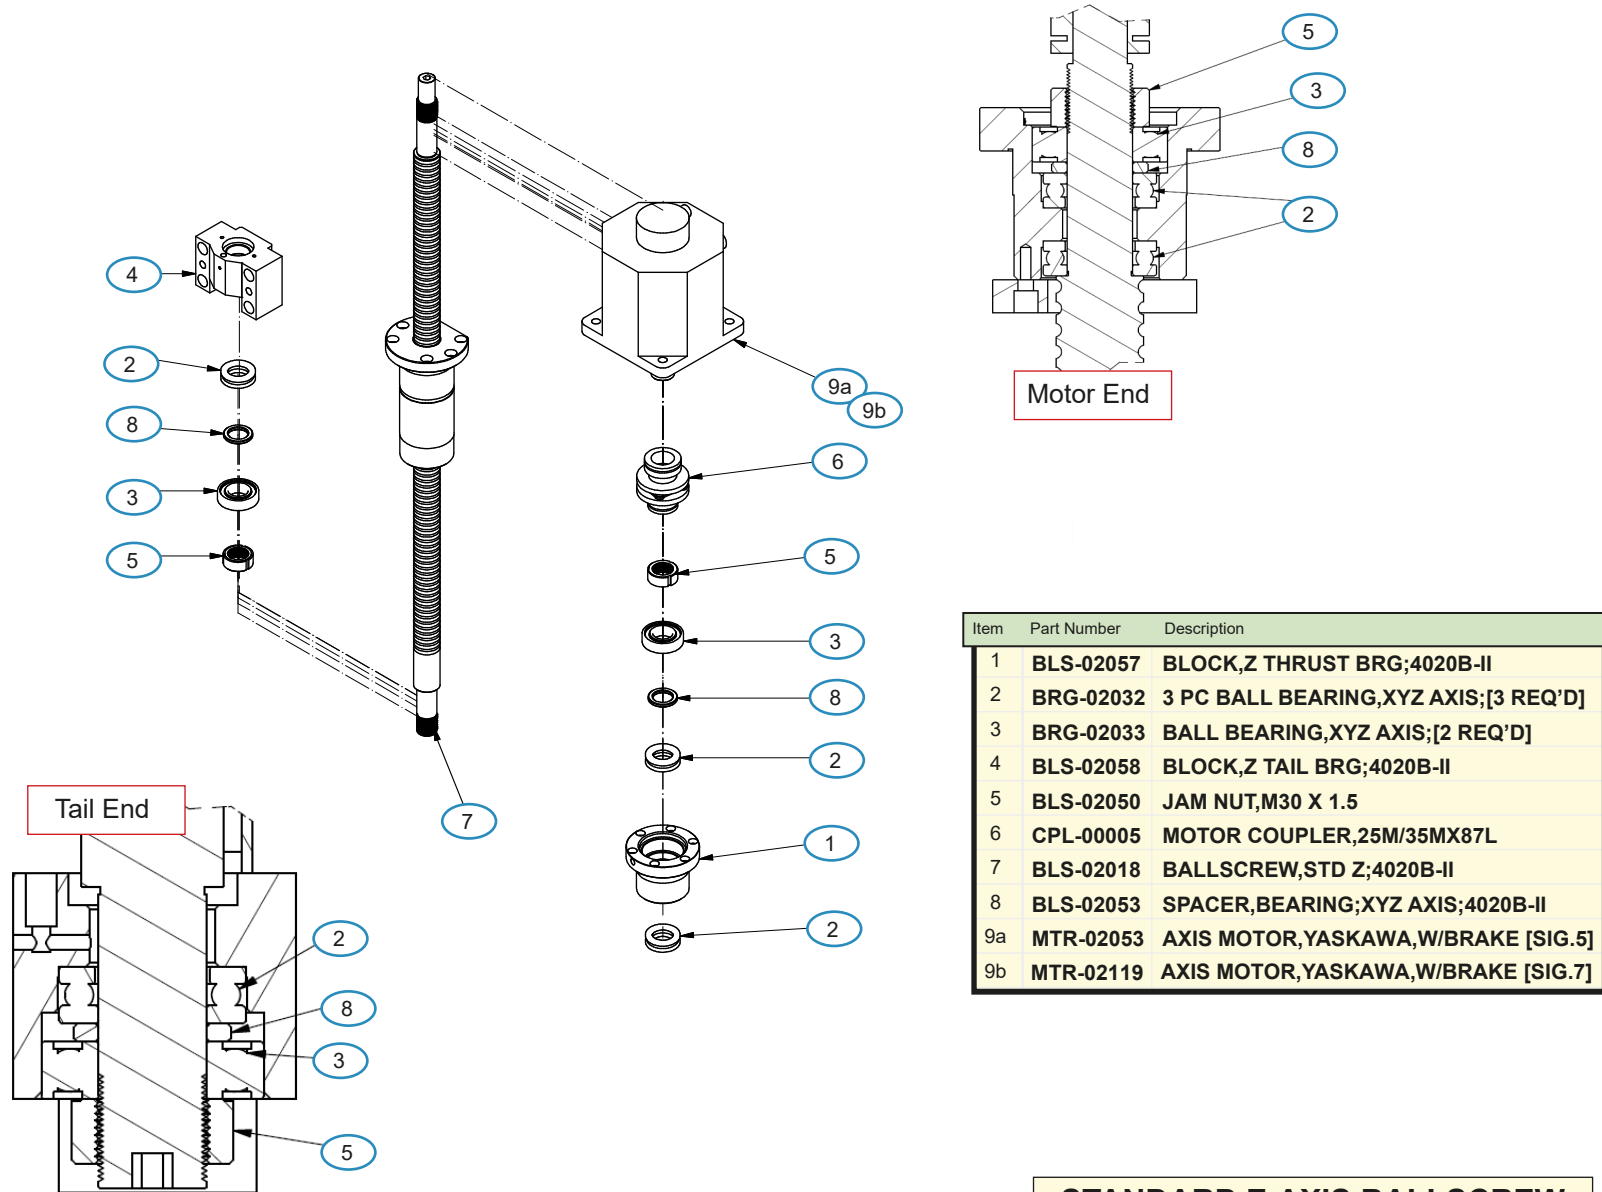 5
3
8
2
Motor End
4
2
8
3
5
9a
9b
6
5
3
8
2
1
2
7
Tail End
2
8
3
5
Item Part Number Description
1 BLS-02057 BLOCK,Z THRUST BRG;4020B-II
2 BRG-02032 3 PC BALL BEARING,XYZ AXIS;[3 REQ’D]
3 BRG-02033 BALL BEARING,XYZ AXIS;[2 REQ’D]
4 BLS-02058 BLOCK,Z TAIL BRG;4020B-II
5 BLS-02050 JAM NUT,M30 X 1.5
6 CPL-00005 MOTOR COUPLER,25M/35MX87L
7 BLS-02018 BALLSCREW,STD Z;4020B-II
8 BLS-02053 SPACER,BEARING;XYZ AXIS;4020B-II
9a MTR-02053 AXIS MOTOR,YASKAWA,W/BRAKE [SIG.5]
9b MTR-02119 AXIS MOTOR,YASKAWA,W/BRAKE [SIG.7]
STANDARD Z AXIS BALLSCREW